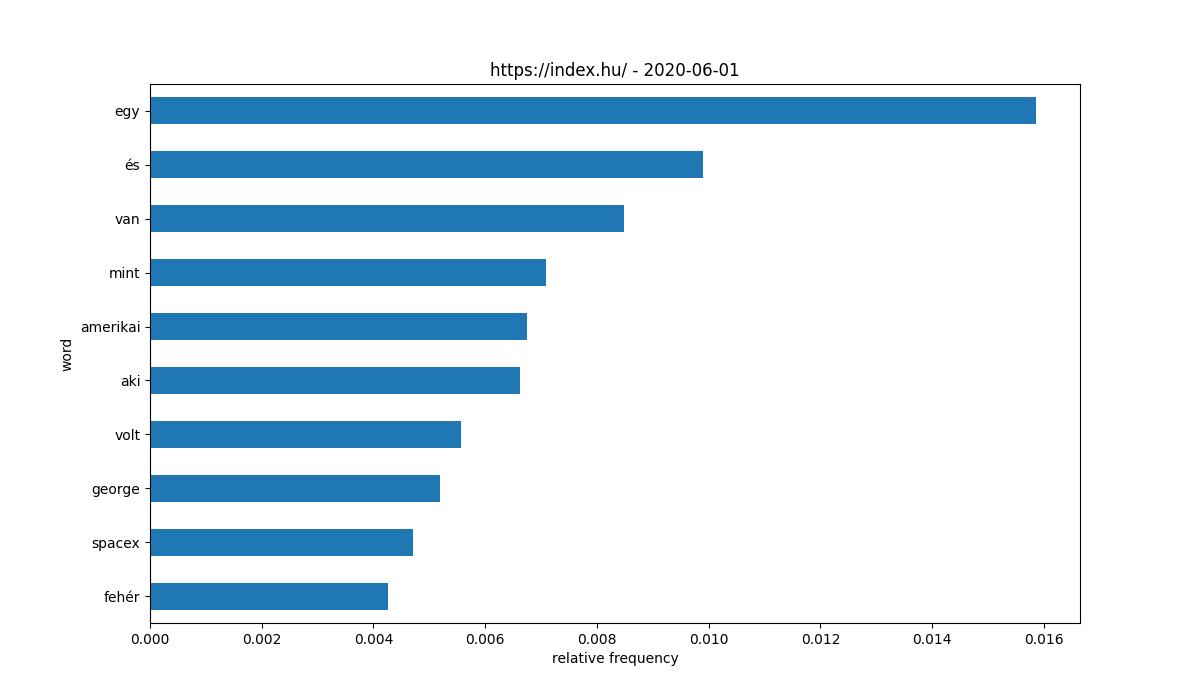 https://index.hu/ - 2020-06-01
egy
és
van
mint
amerikai
aki
volt
george
spacex
fehér
word
0.000 0.002 0.004 0.006 0.008 0.010 0.012 0.014 0.016
relative frequency